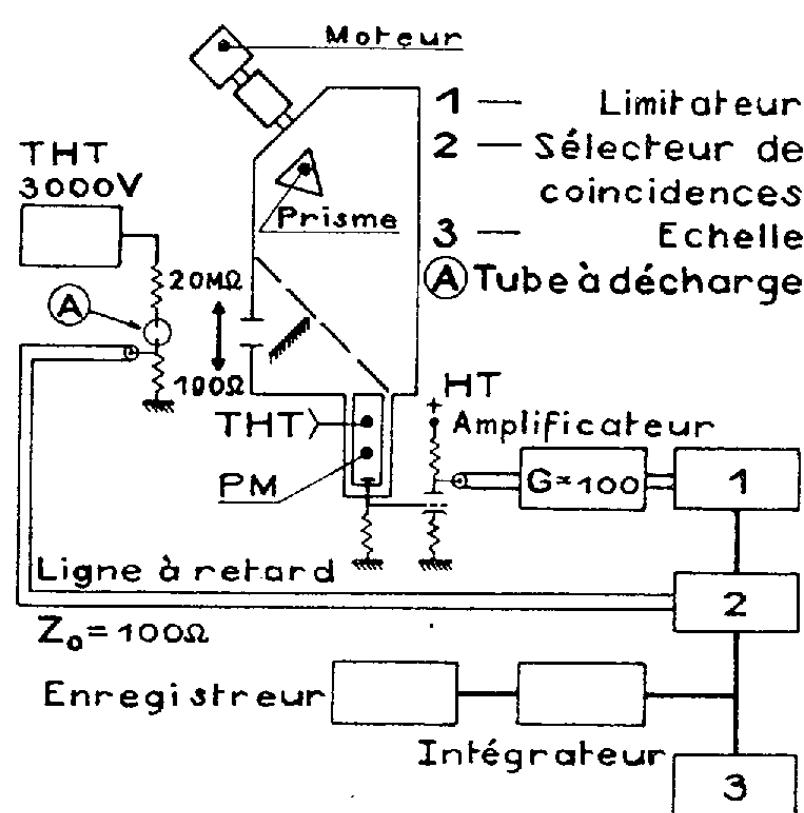 Moteur
1 — Limitateur
2 — Sélecteur de
coincidences
3 — Echelle
Ⓐ Tube à décharge
THT
3000V
Prisme
20MΩ
A
100Ω
THT
PM
HT
+
Amplificateur
G≈100
1
Ligne à retard
Z₀=100Ω
2
Enregistreur
Intégrateur
3